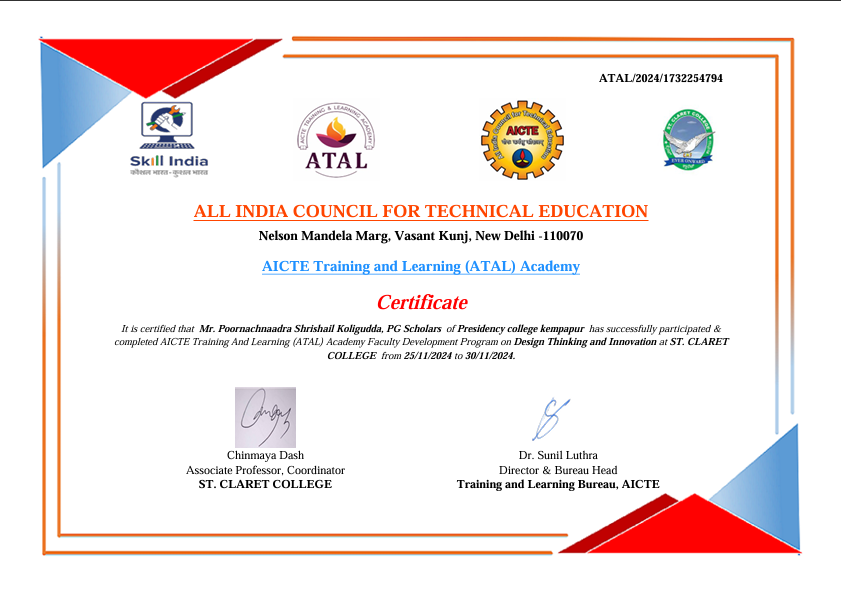 ATAL/2024/1732254794
Skill India
कौशल भारत-कुशल भारत
AICTE TRAINING & LEARNING ACADEMY
ATAL
All India Council for Technical Education
AICTE
ST. CLARET COLLEGE
EVER ONWARD
ALL INDIA COUNCIL FOR TECHNICAL EDUCATION
Nelson Mandela Marg, Vasant Kunj, New Delhi -110070
AICTE Training and Learning (ATAL) Academy
Certificate
It is certified that Mr. Poornachnaadra Shrishail Koligudda, PG Scholars of Presidency college kempapur has successfully participated &
completed AICTE Training And Learning (ATAL) Academy Faculty Development Program on Design Thinking and Innovation at ST. CLARET
COLLEGE from 25/11/2024 to 30/11/2024.
Chinmaya Dash
Associate Professor, Coordinator
ST. CLARET COLLEGE
Dr. Sunil Luthra
Director & Bureau Head
Training and Learning Bureau, AICTE